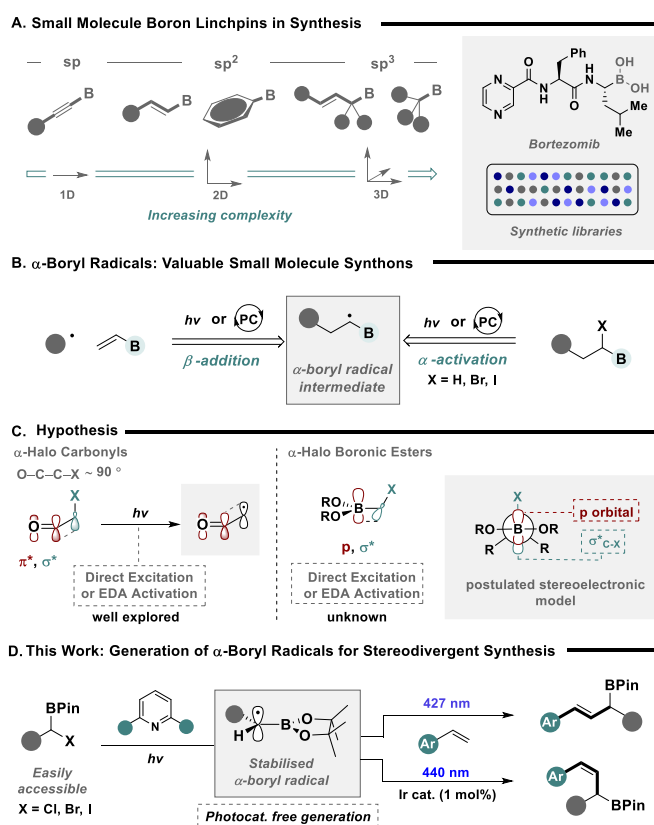 A. Small Molecule Boron Linchpins in Synthesis
sp
sp2
sp3
B
B
B
B
B
1D
2D
3D
Increasing complexity
Ph
O
H
N
N
H
O
N
N
OH
B
OH
Me
Me
Bortezomib
Synthetic libraries
B. α-Boryl Radicals: Valuable Small Molecule Synthons
B
hν or PC
β-addition
B
α-boryl radical
intermediate
hν or PC
α-activation
X = H, Br, I
X
B
C. Hypothesis
α-Halo Carbonyls
O–C–C–X ~ 90 °
X
O
π*, σ*
hν
O
Direct Excitation
or EDA Activation
well explored
α-Halo Boronic Esters
RO
RO
B
X
p, σ*
Direct Excitation
or EDA Activation
unknown
X
RO
B
OR
R
R
p orbital
σ*C-X
postulated stereoelectronic
model
D. This Work: Generation of α-Boryl Radicals for Stereodivergent Synthesis
BPin
X
Easily
accessible
X = Cl, Br, I
N
hν
H
B
O
O
Stabilised
α-boryl radical
Photocat. free generation
427 nm
Ar
440 nm
Ir cat. (1 mol%)
BPin
Ar
Ar
BPin